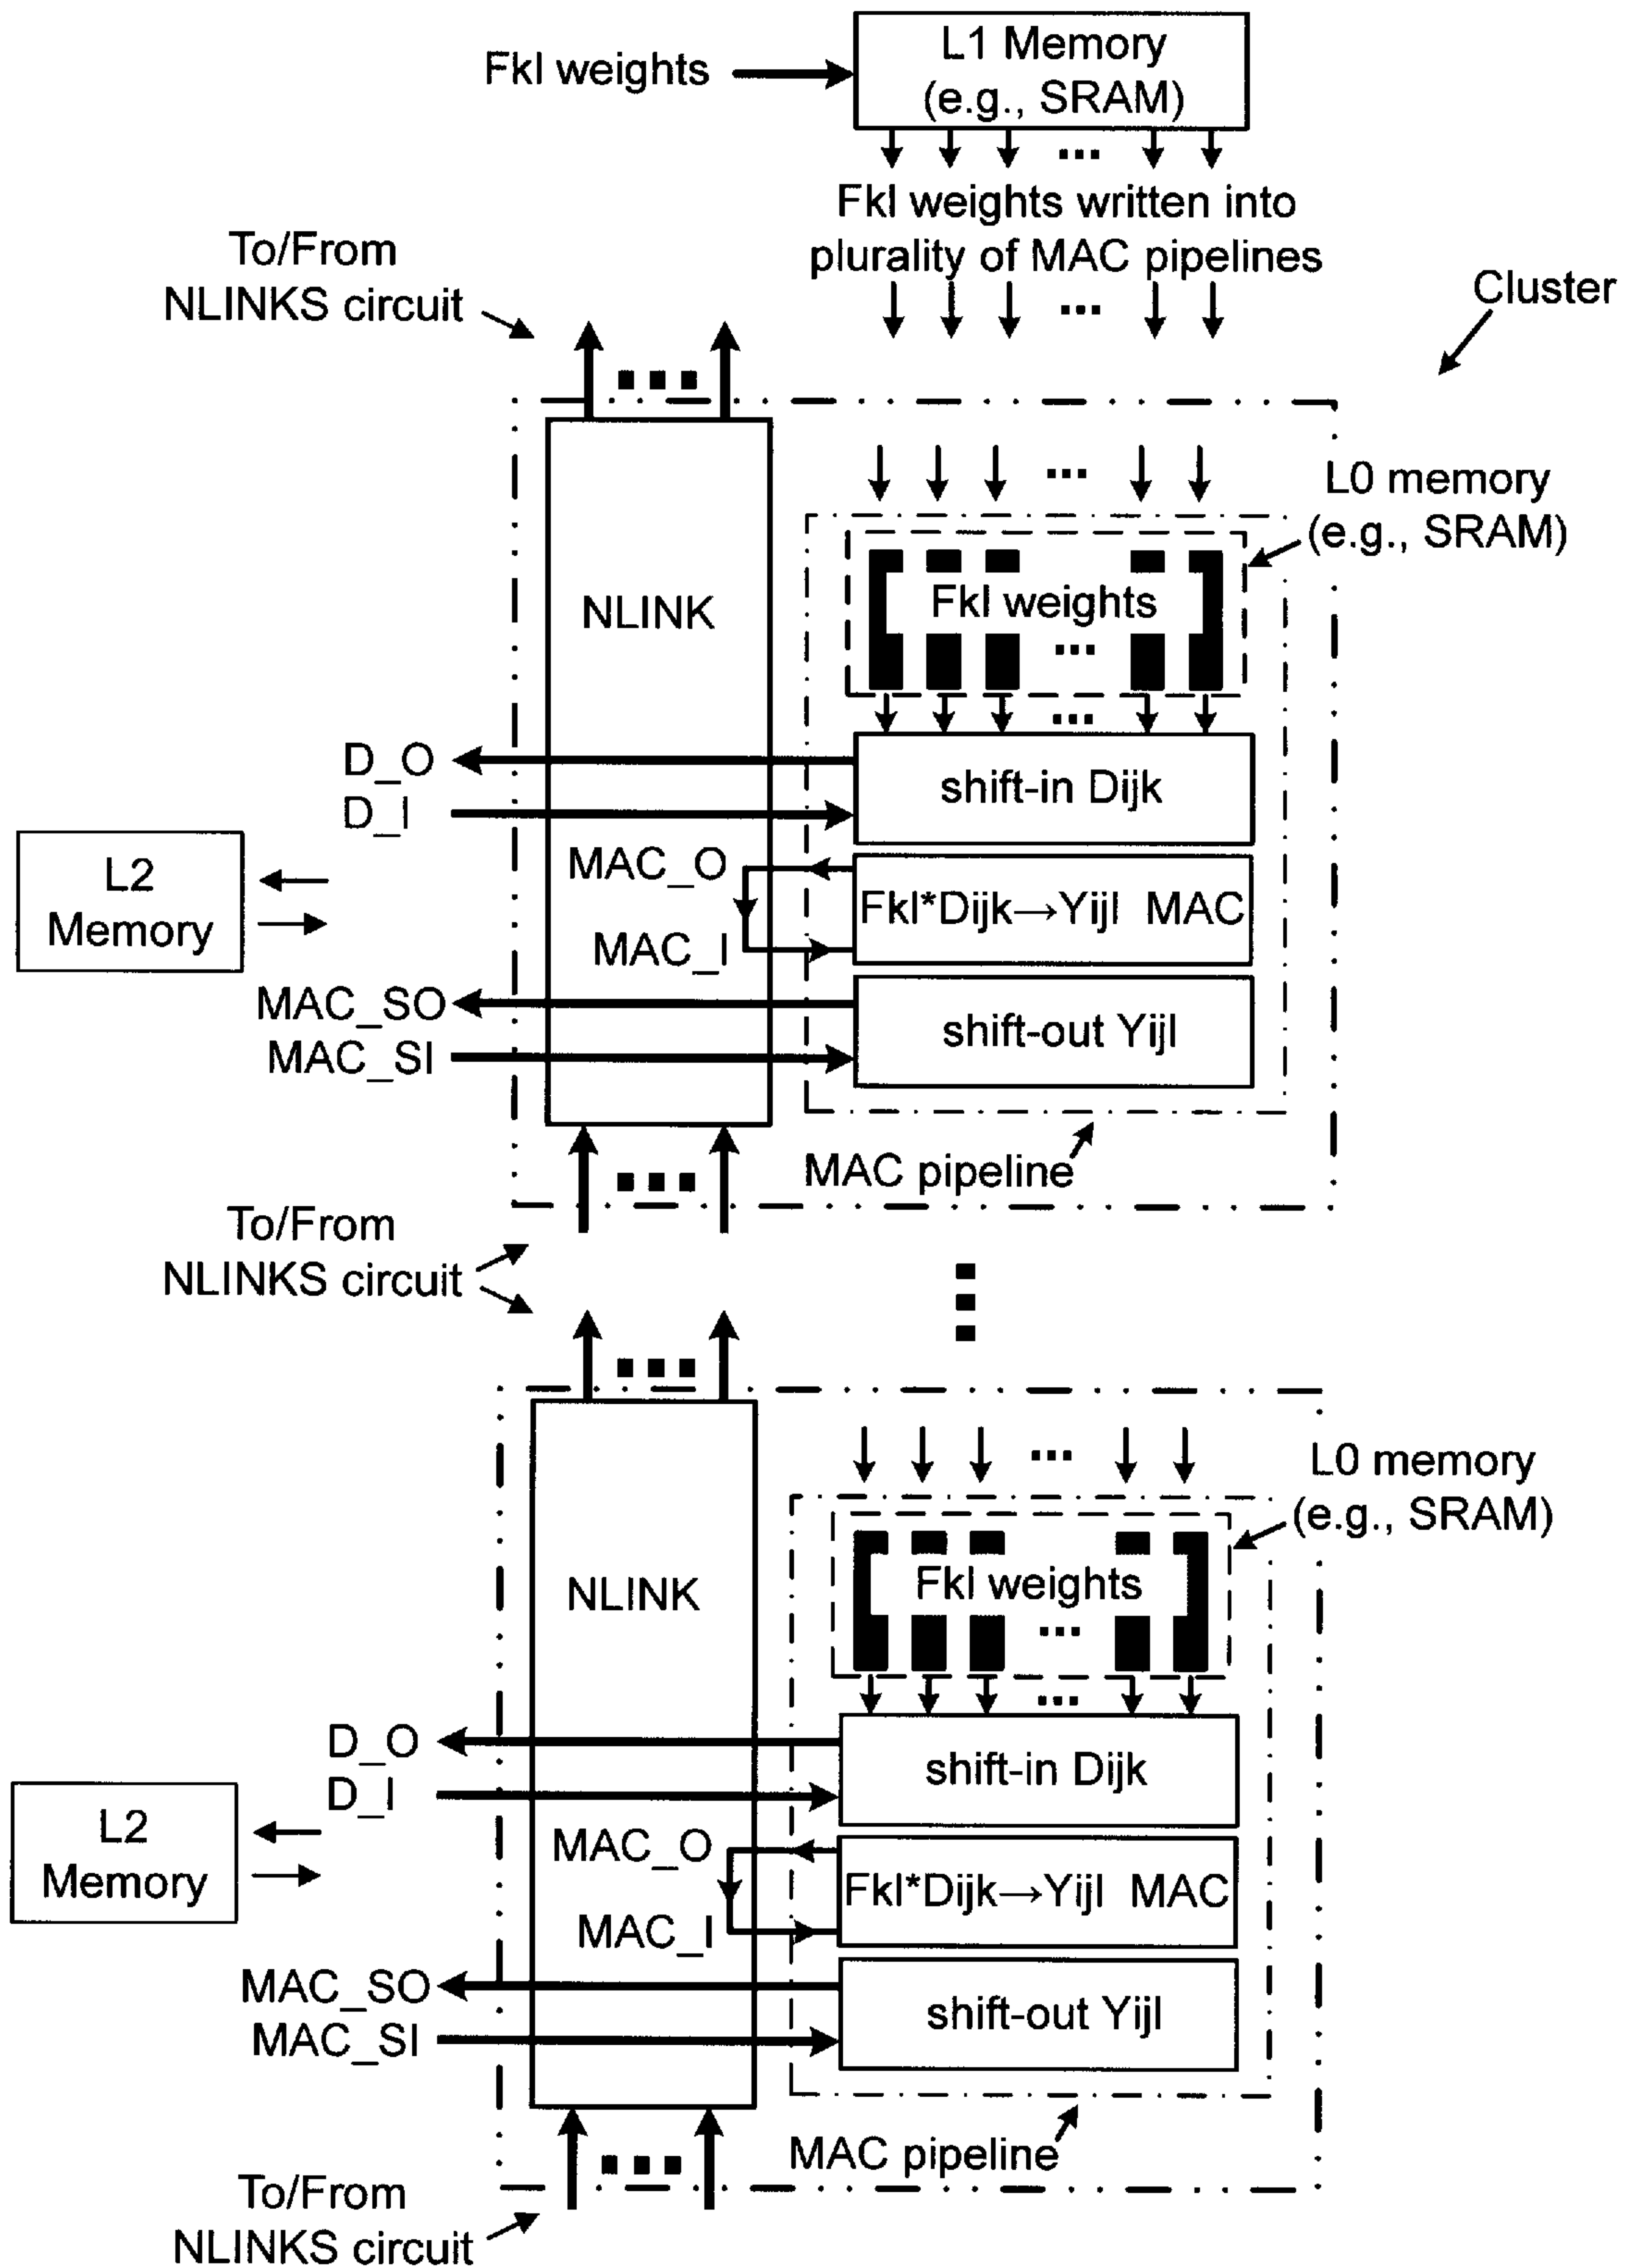 L1 Memory
(e.g., SRAM)
Fkl weights
Fkl weights written into
plurality of MAC pipelines
To/From
NLINKS circuit
Cluster
L0 memory
(e.g., SRAM)
NLINK
Fkl weights
D_O
D_I
shift-in Dijk
L2
Memory
MAC_O
MAC_I
Fkl*Dijk→Yijl MAC
MAC_SO
MAC_SI
shift-out Yijl
MAC pipeline
To/From
NLINKS circuit
L0 memory
(e.g., SRAM)
NLINK
Fkl weights
D_O
D_I
shift-in Dijk
L2
Memory
MAC_O
MAC_I
Fkl*Dijk→Yijl MAC
MAC_SO
MAC_SI
shift-out Yijl
MAC pipeline
To/From
NLINKS circuit